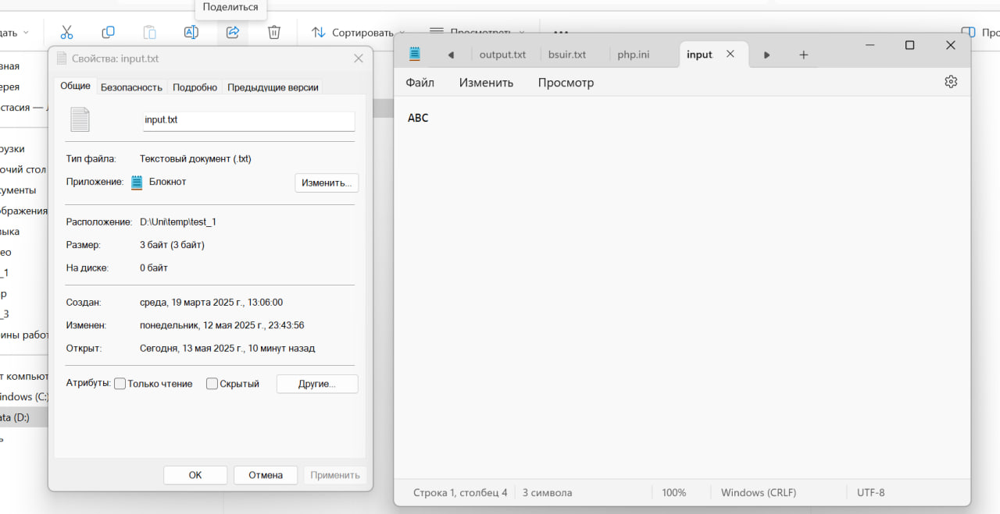 Поделиться
дать
Сортировать
Просмотреть
•••
Про
вная
ерея
стасия —
рузки
очий стол
кументы
ображения
зыка
ео
_1
р
_3
ины работ
т компьют
indows (C:)
ata (D:)
ь
Свойства: input.txt
Общие Безопасность Подробно Предыдущие версии
input.txt
Тип файла: Текстовый документ (.txt)
Приложение: Блокнот Изменить...
Расположение: D:\Uni\temp\test_1
Размер: 3 байт (3 байт)
На диске: 0 байт
Создан: среда, 19 марта 2025 г., 13:06:00
Изменен: понедельник, 12 мая 2025 г., 23:43:56
Открыт: Сегодня, 13 мая 2025 г., 10 минут назад
Атрибуты: Только чтение Скрытый Другие...
ОК Отмена Применить
output.txt bsuir.txt php.ini input
Файл Изменить Просмотр
ABC
Строка 1, столбец 4 3 символа 100% Windows (CRLF) UTF-8